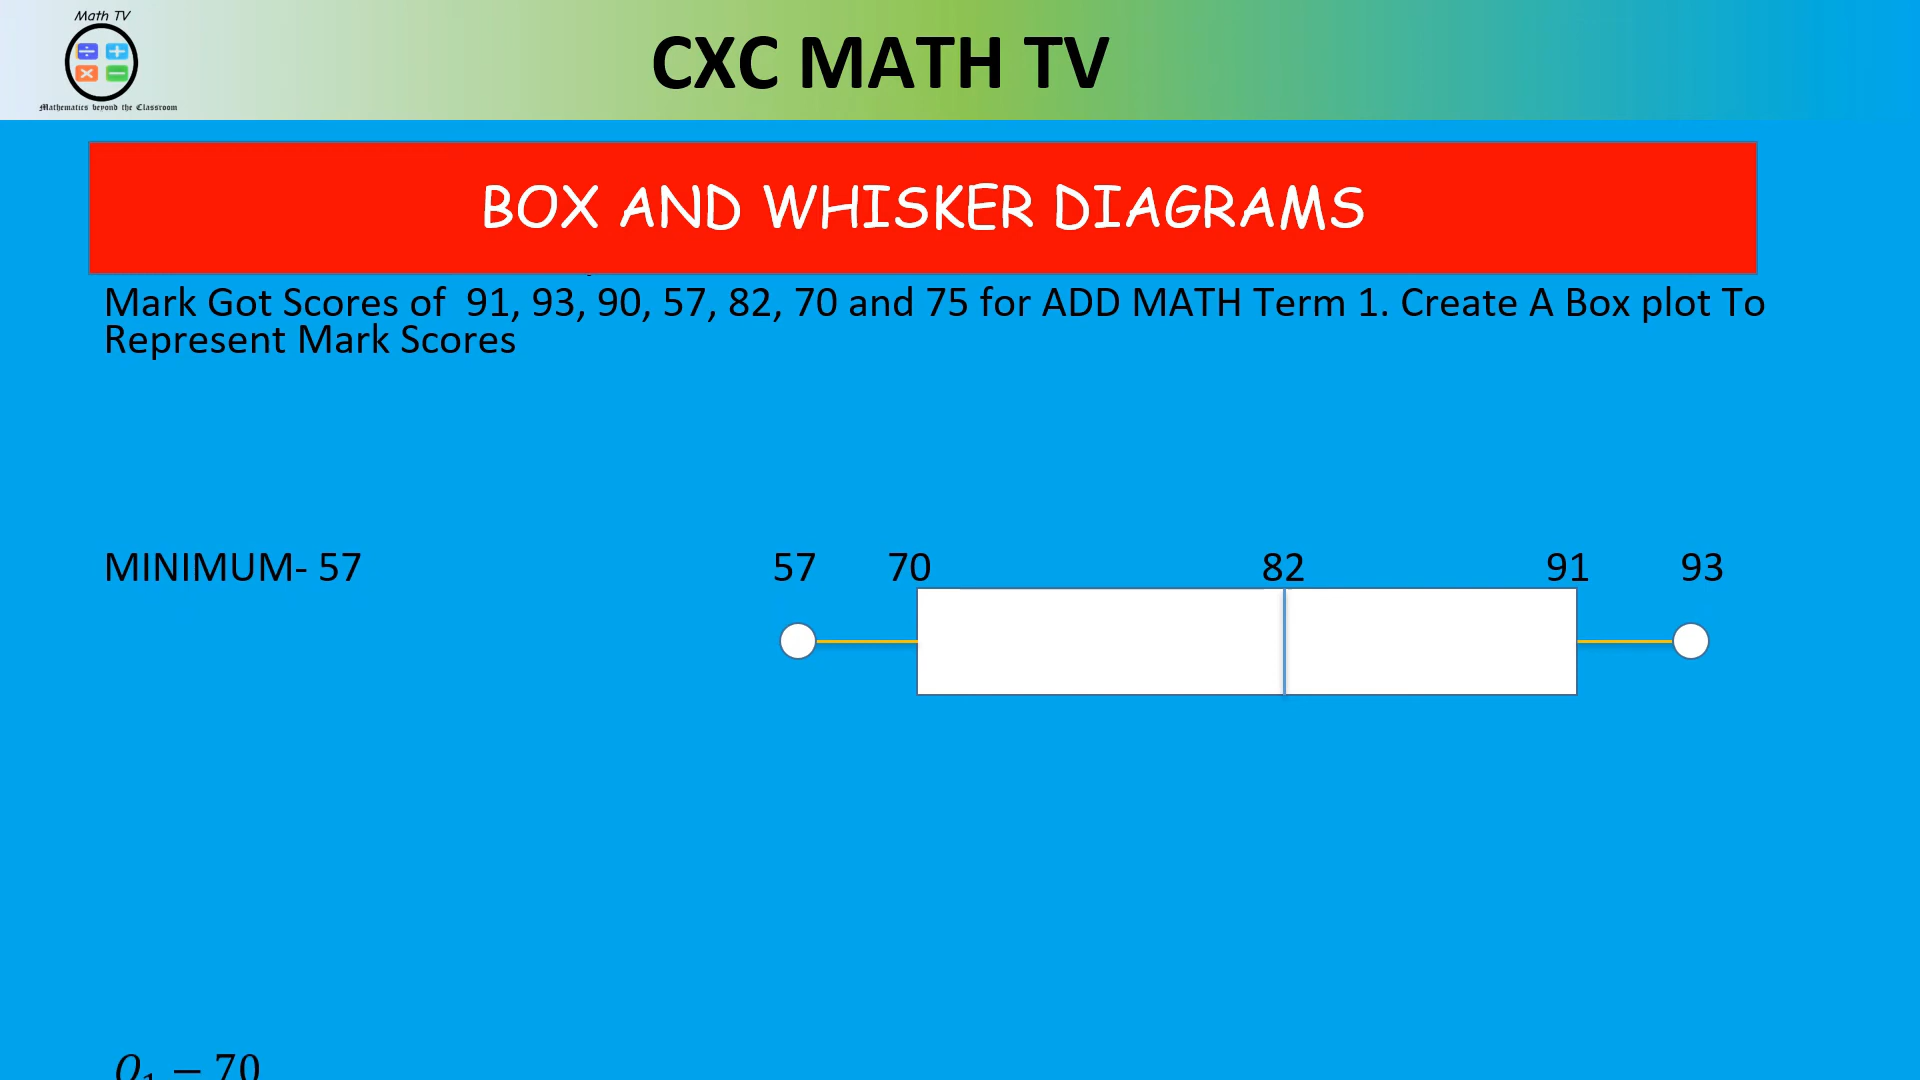 Math TV
Mathematics beyond the Classroom
CXC MATH TV
BOX AND WHISKER DIAGRAMS
Mark Got Scores of 91, 93, 90, 57, 82, 70 and 75 for ADD MATH Term 1. Create A Box plot To
Represent Mark Scores
MINIMUM- 57
57 70 82 91 93
Q₁ – 70